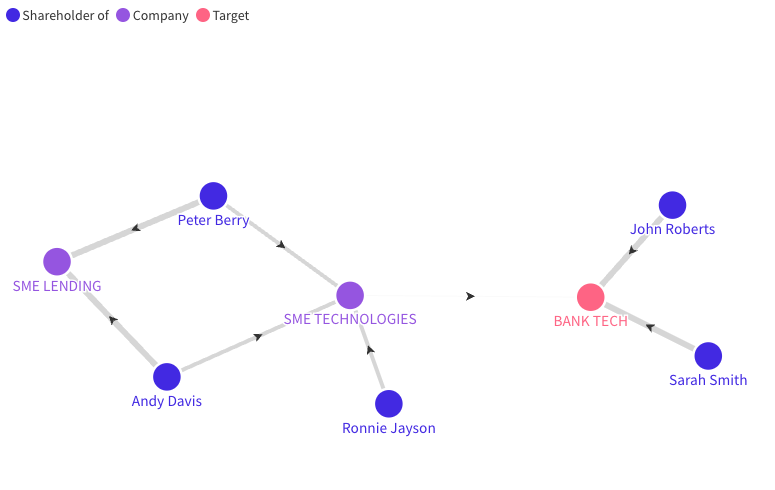 Shareholder of Company Target
Peter Berry
John Roberts
SME LENDING
SME TECHNOLOGIES
BANK TECH
Sarah Smith
Andy Davis
Ronnie Jayson